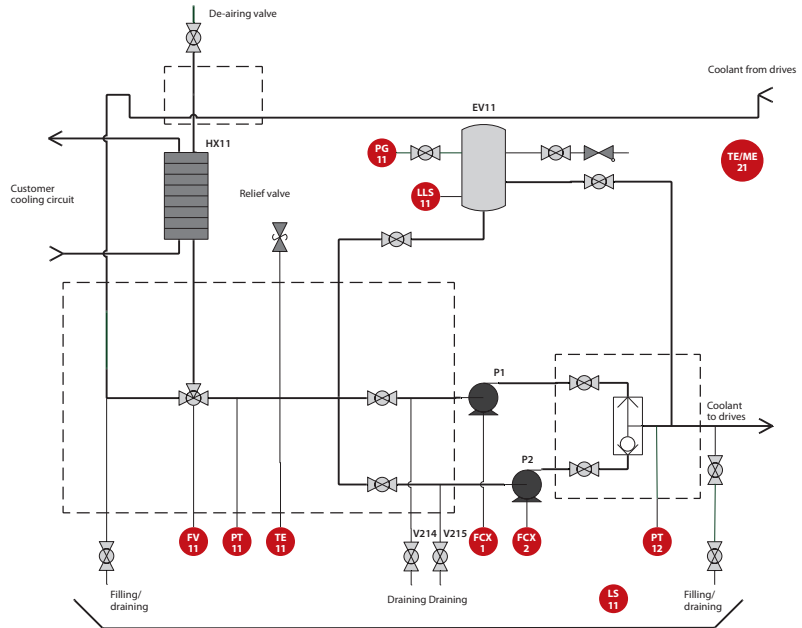 De-airing valve
Coolant from drives
EV11
HX11
PG
11
TE/ME
21
Customer
cooling circuit
Relief valve
LLS
11
P1
Coolant
to drives
P2
V214
V215
FV
11
PT
11
TE
11
FCX
1
FCX
2
PT
12
Filling/
draining
Draining Draining
LS
11
Filling/
draining